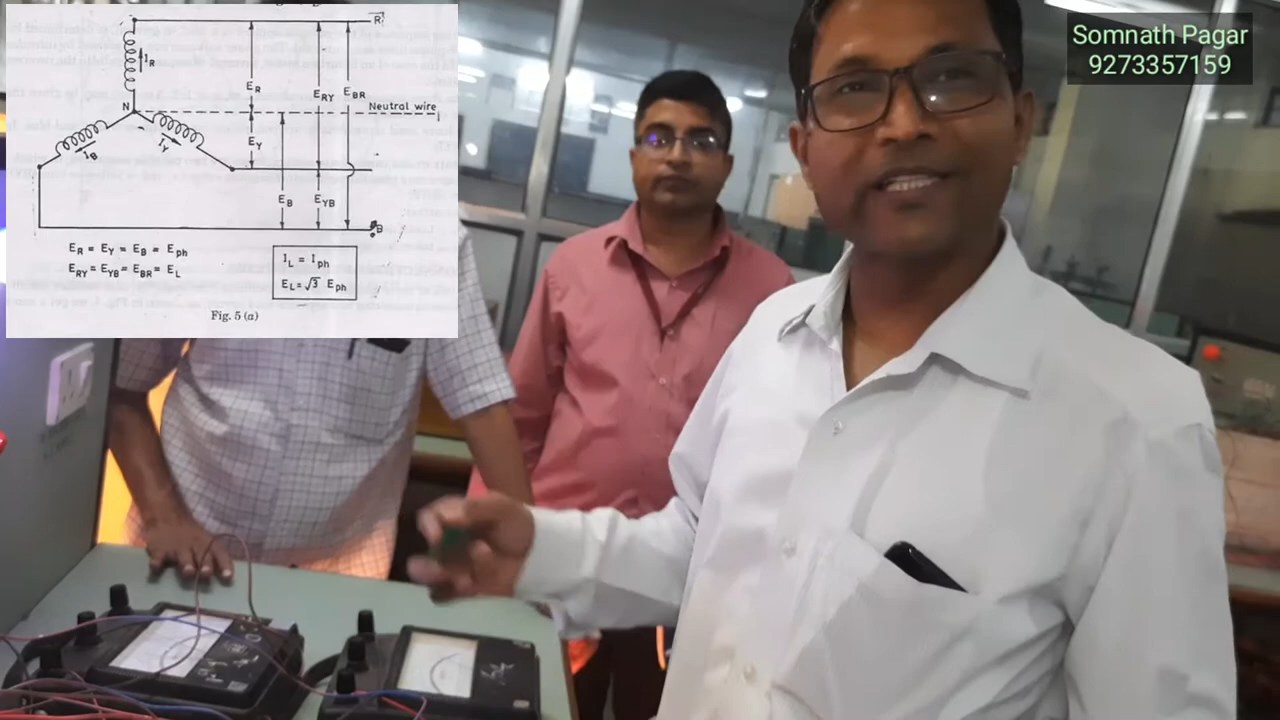 R
I_R
E_R
E_RY
E_BR
N
Neutral wire
I_B
I_Y
E_Y
E_B
E_YB
B
E_R = E_Y = E_B = E_ph
E_RY = E_YB = E_BR = E_L
I_L = I_ph
E_L = √3 E_ph
Fig. 5 (a)
Somnath Pagar
9273357159